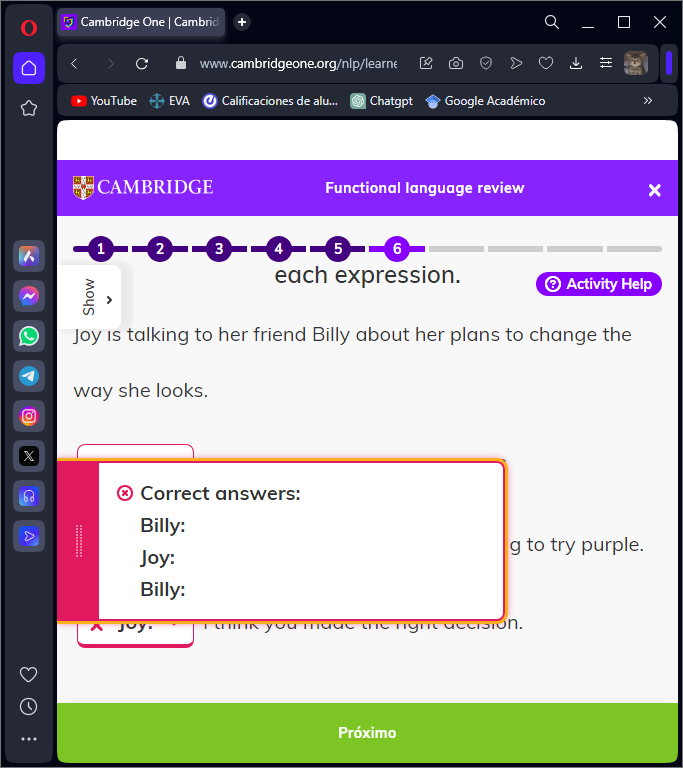 Cambridge One | Cambrid
www.cambridgeone.org/nlp/learne
YouTube
EVA
Calificaciones de alu...
Chatgpt
Google Académico
CAMBRIDGE
Functional language review
1 2 3 4 5 6
each expression.
Show
Activity Help
Joy is talking to her friend Billy about her plans to change the
way she looks.
Correct answers:
Billy:
Joy:
Billy:
g to try purple.
Joy:
I think you made the right decision.
Próximo